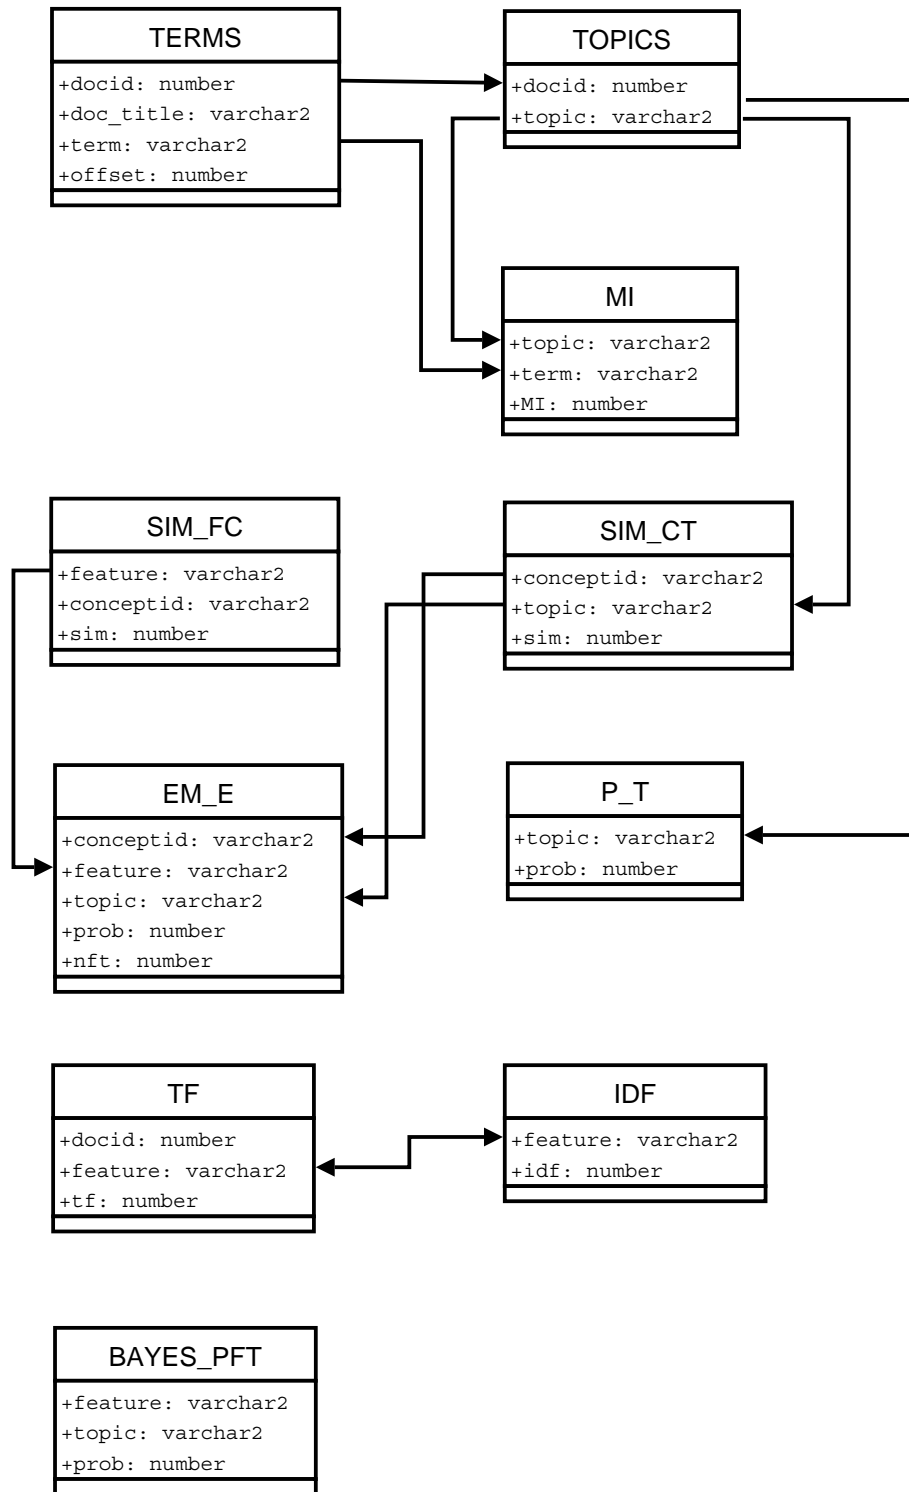 TERMS
+docid: number
+doc_title: varchar2
+term: varchar2
+offset: number
TOPICS
+docid: number
+topic: varchar2
MI
+topic: varchar2
+term: varchar2
+MI: number
SIM_FC
+feature: varchar2
+conceptid: varchar2
+sim: number
SIM_CT
+conceptid: varchar2
+topic: varchar2
+sim: number
EM_E
+conceptid: varchar2
+feature: varchar2
+topic: varchar2
+prob: number
+nft: number
P_T
+topic: varchar2
+prob: number
TF
+docid: number
+feature: varchar2
+tf: number
IDF
+feature: varchar2
+idf: number
BAYES_PFT
+feature: varchar2
+topic: varchar2
+prob: number